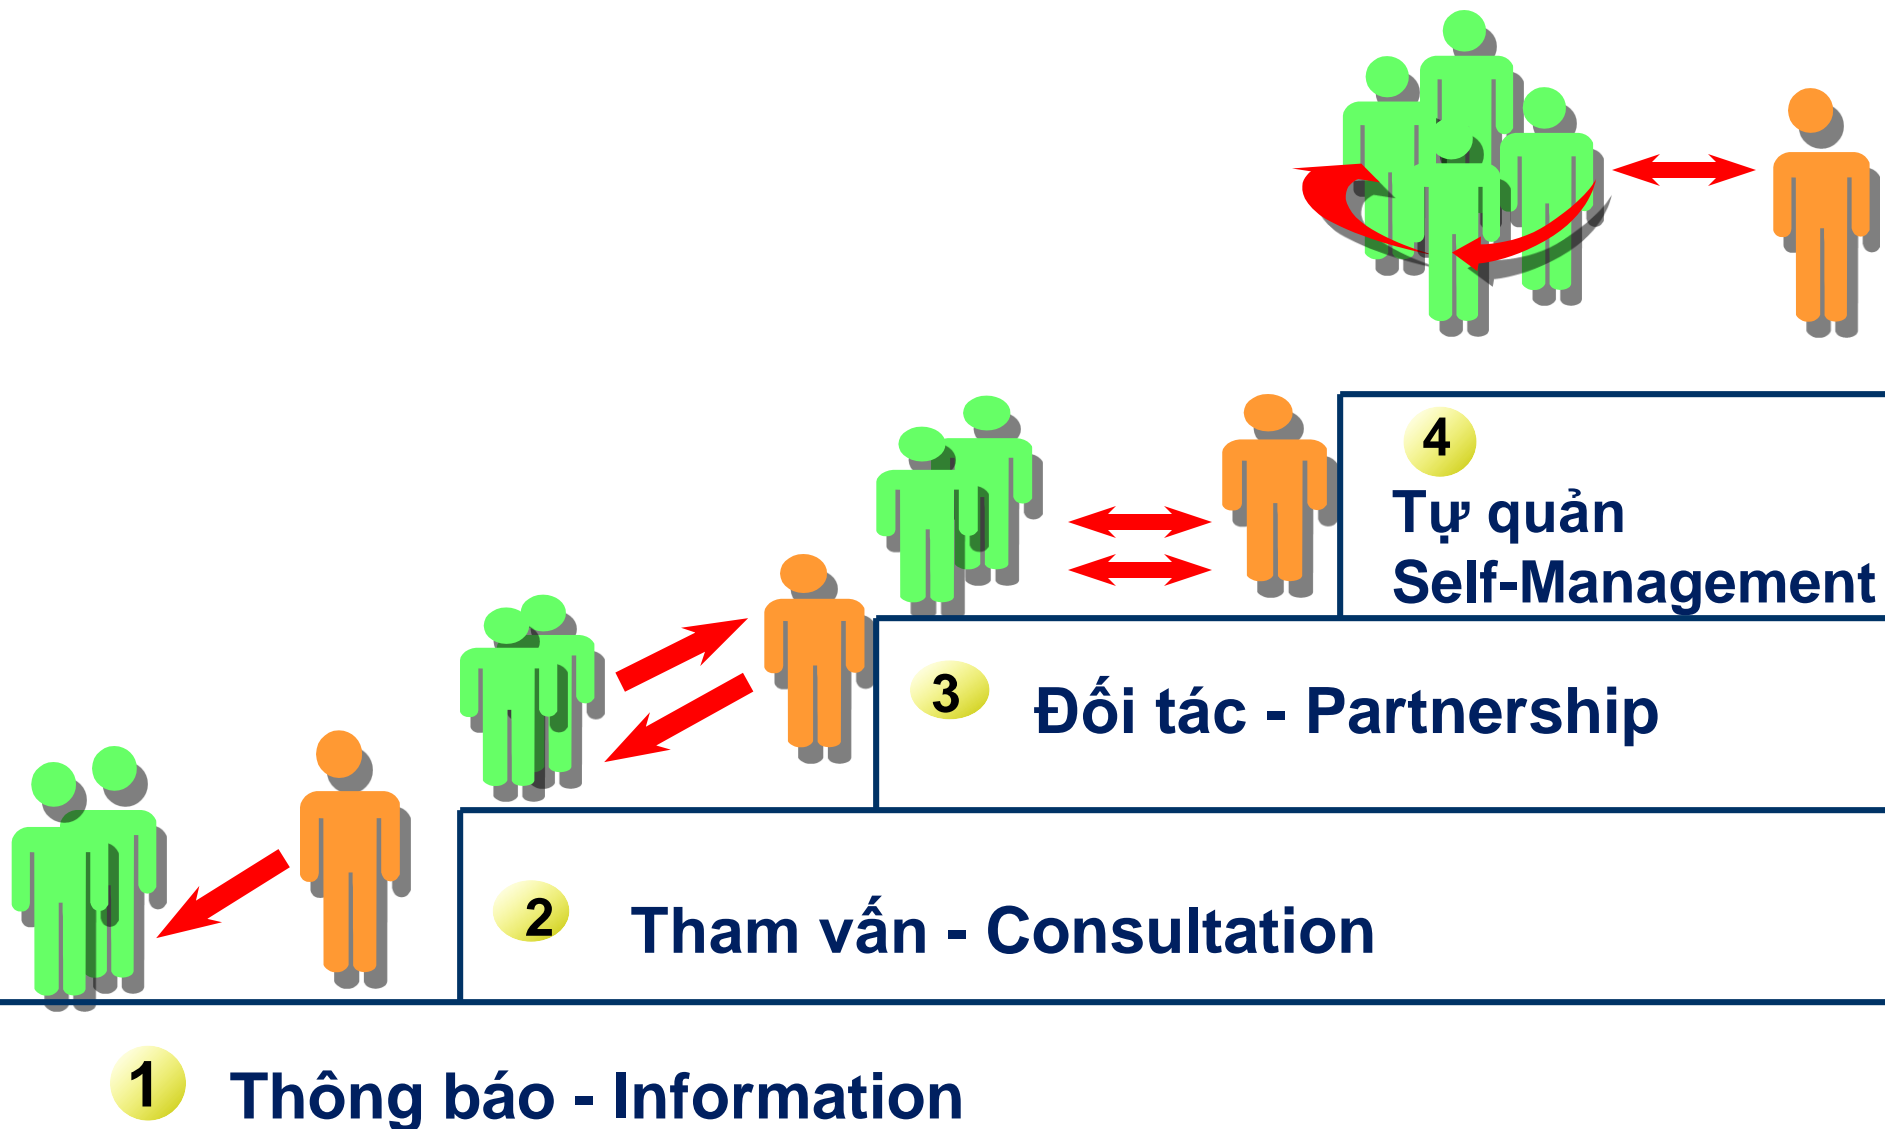 4
Tự quản
Self-Management
3
Đối tác - Partnership
2
Tham vấn - Consultation
1
Thông báo - Information